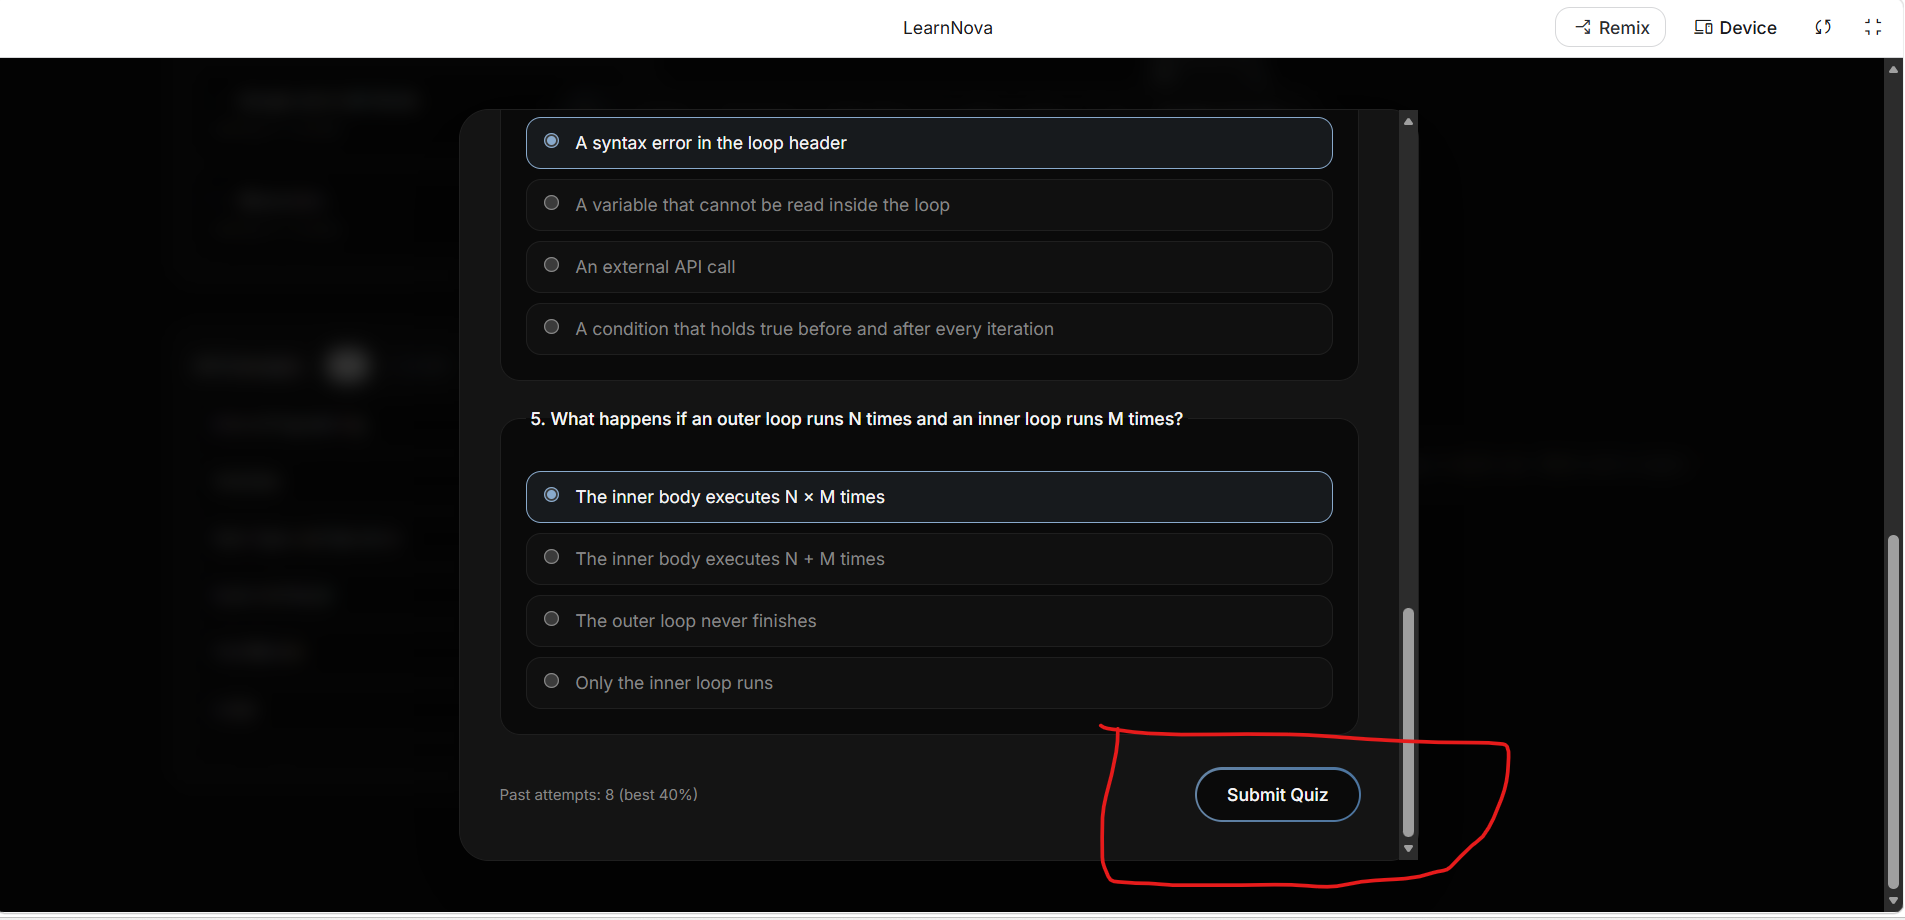 LearnNova
Remix
Device
A syntax error in the loop header
A variable that cannot be read inside the loop
An external API call
A condition that holds true before and after every iteration
5. What happens if an outer loop runs N times and an inner loop runs M times?
The inner body executes N × M times
The inner body executes N + M times
The outer loop never finishes
Only the inner loop runs
Past attempts: 8 (best 40%)
Submit Quiz